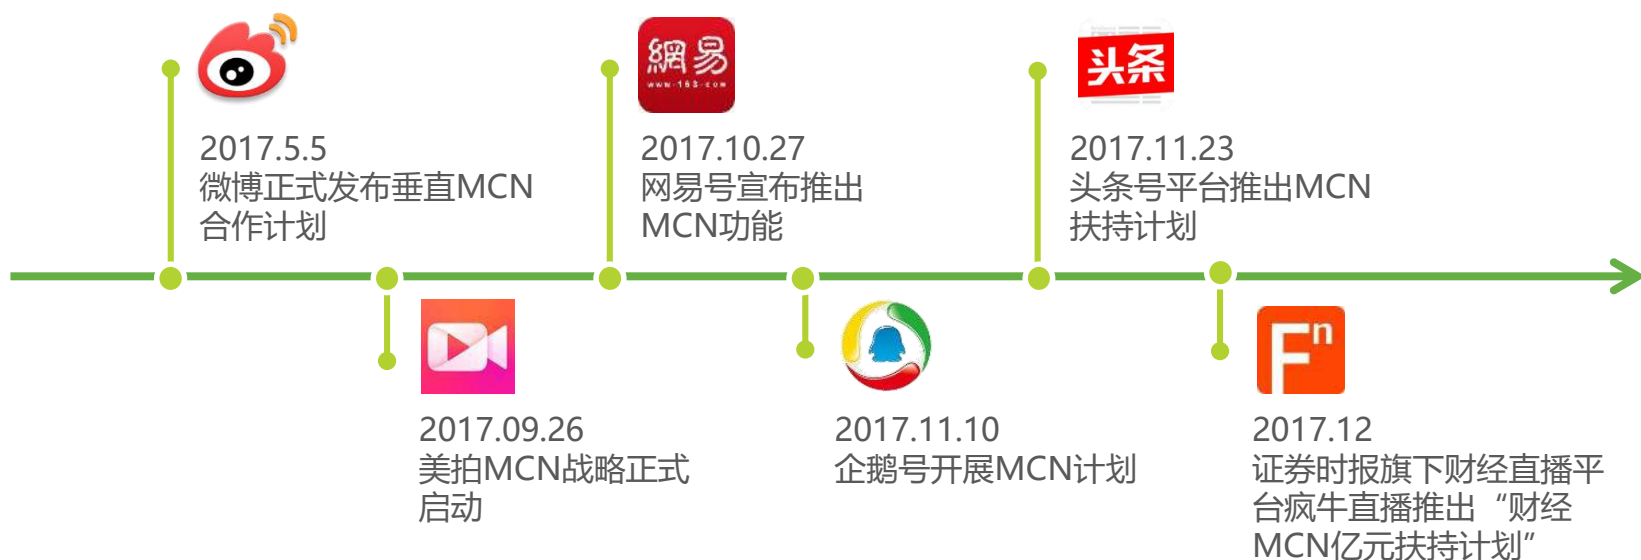 網易
www·163·com
头条
2017.5.5
微博正式发布垂直MCN
合作计划
2017.10.27
网易号宣布推出
MCN功能
2017.11.23
头条号平台推出MCN
扶持计划
Fn
2017.09.26
美拍MCN战略正式
启动
2017.11.10
企鹅号开展MCN计划
2017.12
证券时报旗下财经直播平
台疯牛直播推出“财经
MCN亿元扶持计划”